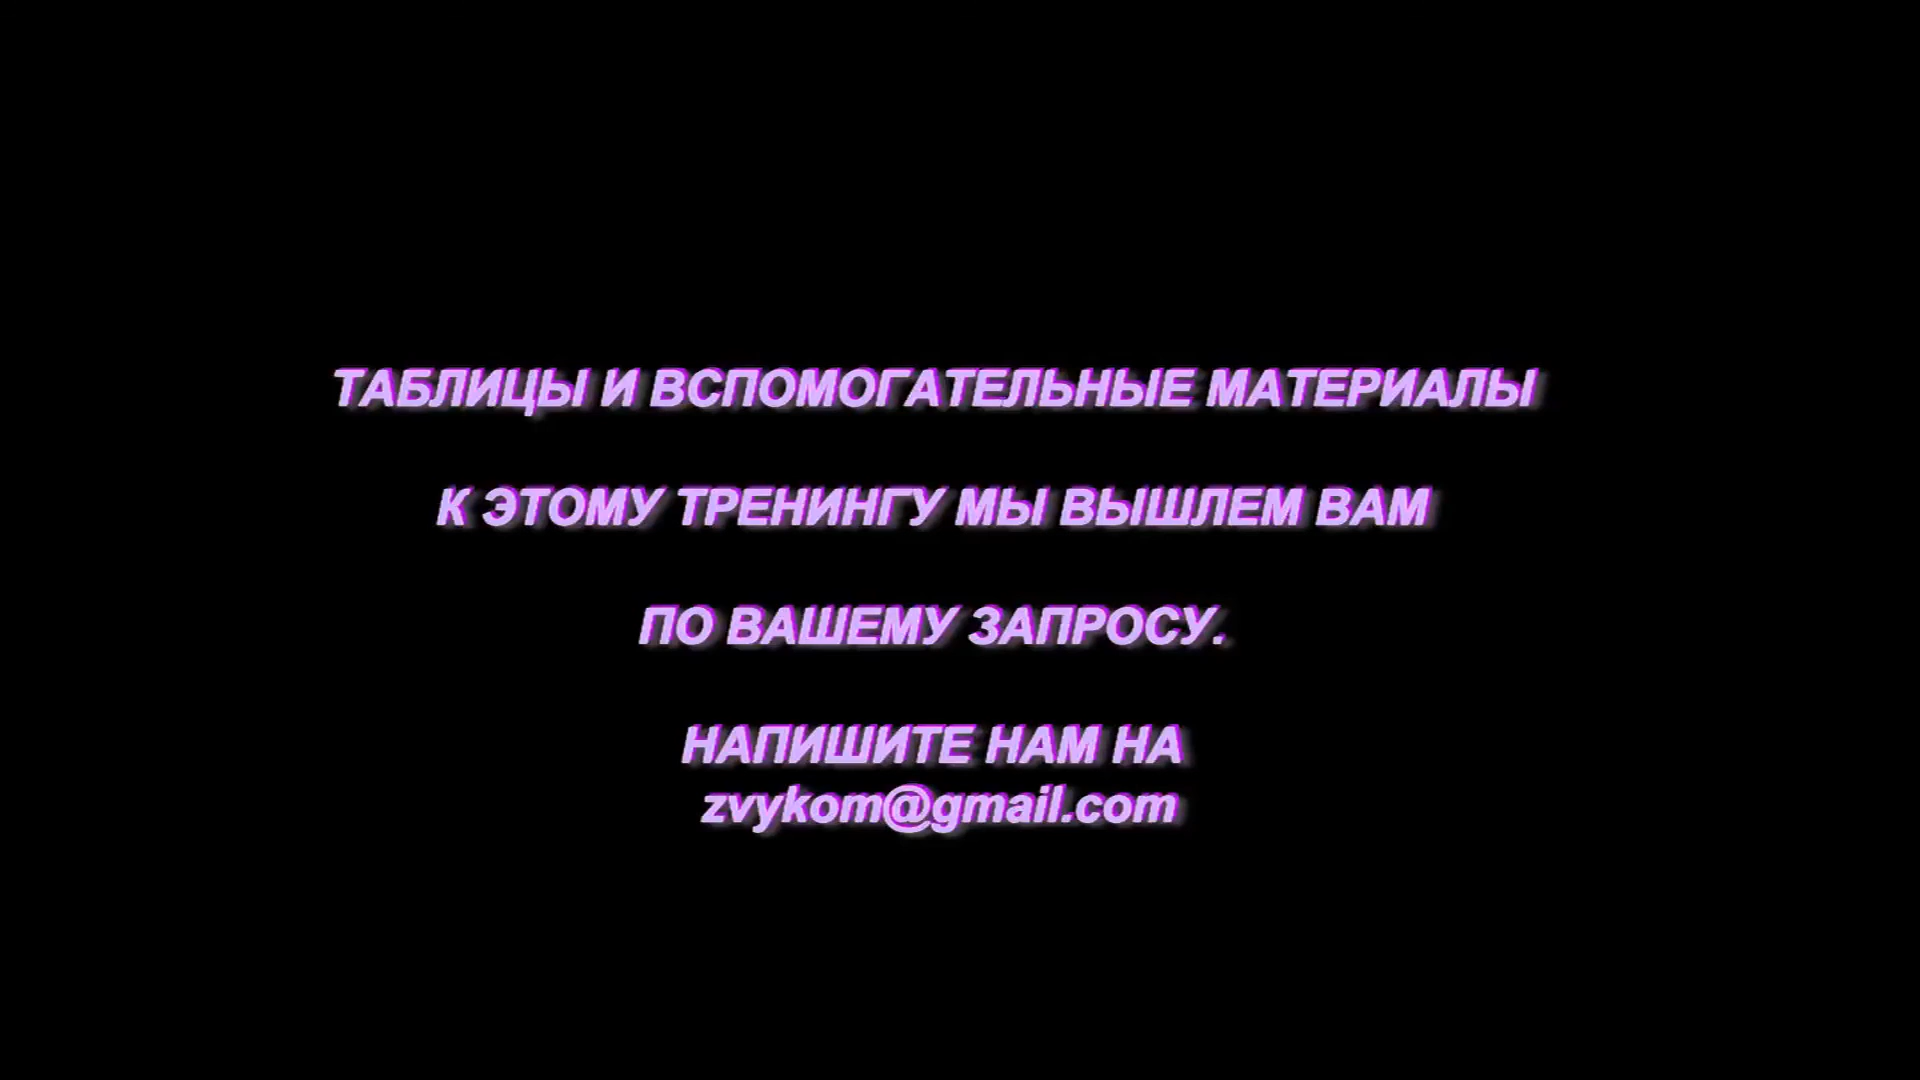 ТАБЛИЦЫ И ВСПОМОГАТЕЛЬНЫЕ МАТЕРИАЛЫ
К ЭТОМУ ТРЕНИНГУ МЫ ВЫШЛЕМ ВАМ
ПО ВАШЕМУ ЗАПРОСУ.
НАПИШИТЕ НАМ НА
zvykom@gmail.com